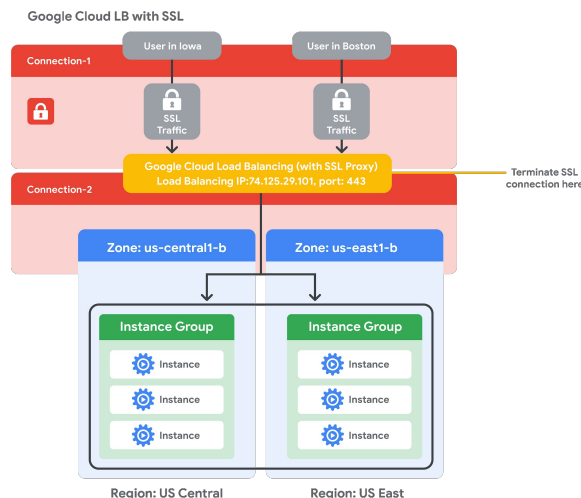 Google Cloud LB with SSL
User in Iowa
User in Boston
Connection-1
SSL
Traffic
SSL
Traffic
Google Cloud Load Balancing (with SSL Proxy)
Load Balancing IP:74.125.29.101, port: 443
Terminate SSL
connection here
Connection-2
Zone: us-central1-b
Zone: us-east1-b
Instance Group
Instance
Instance
Instance
Instance Group
Instance
Instance
Instance
Region: US Central
Region: US East